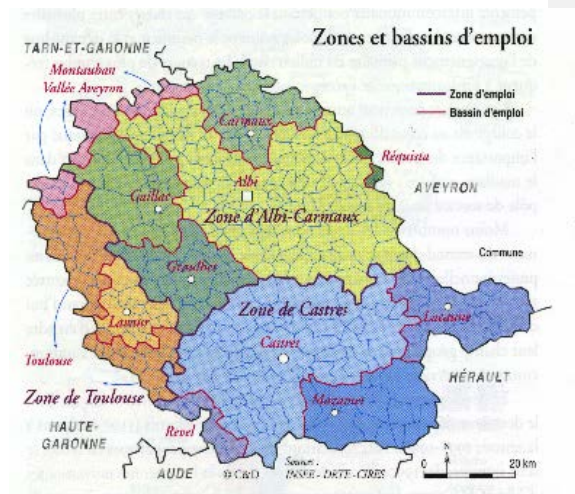 Zones et bassins d'emploi
TARN-ET-GARONNE
Montauban
Vallée Aveyron
Zone d'emploi
Bassin d'emploi
Carmaux
Réquista
AVEYRON
Albi
Gaillac
Zone d'Albi-Carmaux
Commune
Graulhet
Zone de Castres
Lacaune
Lavaur
Castres
Toulouse
HÉRAULT
Zone de Toulouse
Mazamet
HAUTE-
GARONNE
Revel
N
AUDE
© C&D
Sources :
INSEE - DRTE - CIRES
0
20 km